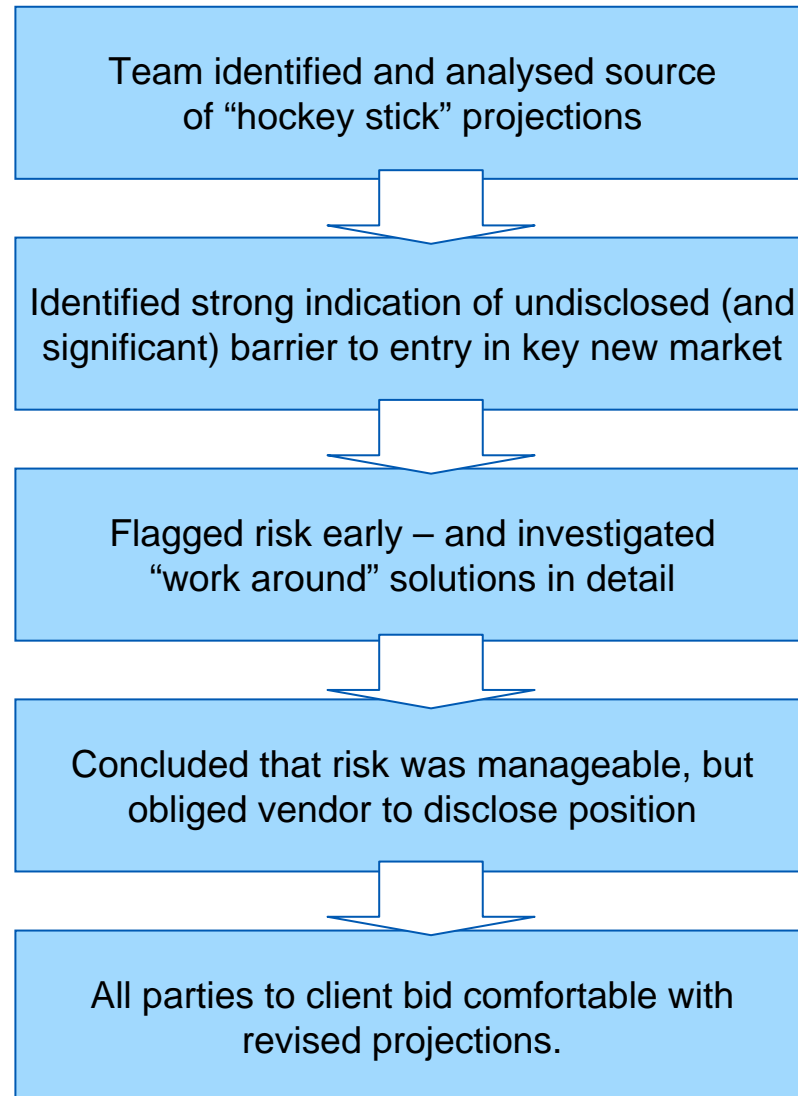 Team identified and analysed source
of “hockey stick” projections
Identified strong indication of undisclosed (and
significant) barrier to entry in key new market
Flagged risk early – and investigated
“work around” solutions in detail
Concluded that risk was manageable, but
obliged vendor to disclose position
All parties to client bid comfortable with
revised projections.